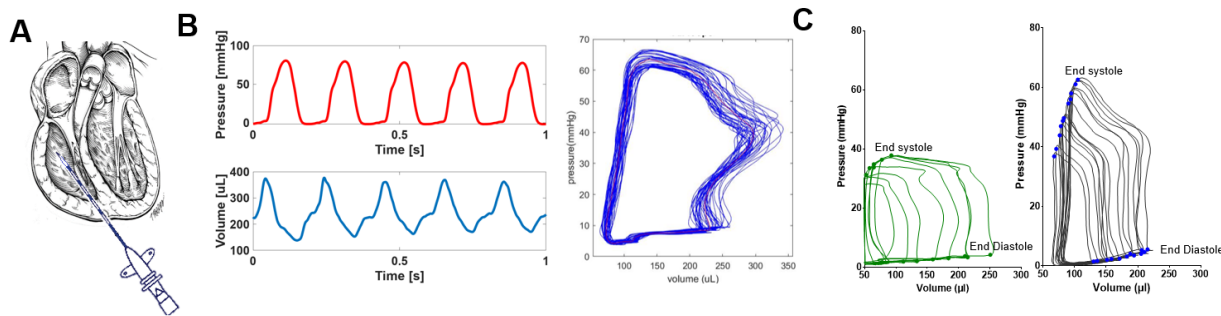 A
B
C
Pressure [mmHg]
100
50
0
0
0.5
1
Time [s]
Volume [uL]
400
300
200
100
0
0.5
1
Time [s]
pressure(mmHg)
70
60
50
40
30
20
10
0
100
150
200
250
300
350
volume (uL)
Pressure (mmHg)
80
60
40
20
0
End systole
End Diastole
50
100
150
200
250
300
Volume (µl)
Pressure (mmHg)
80
60
40
20
0
End systole
End Diastole
50
100
150
200
250
300
Volume (µl)